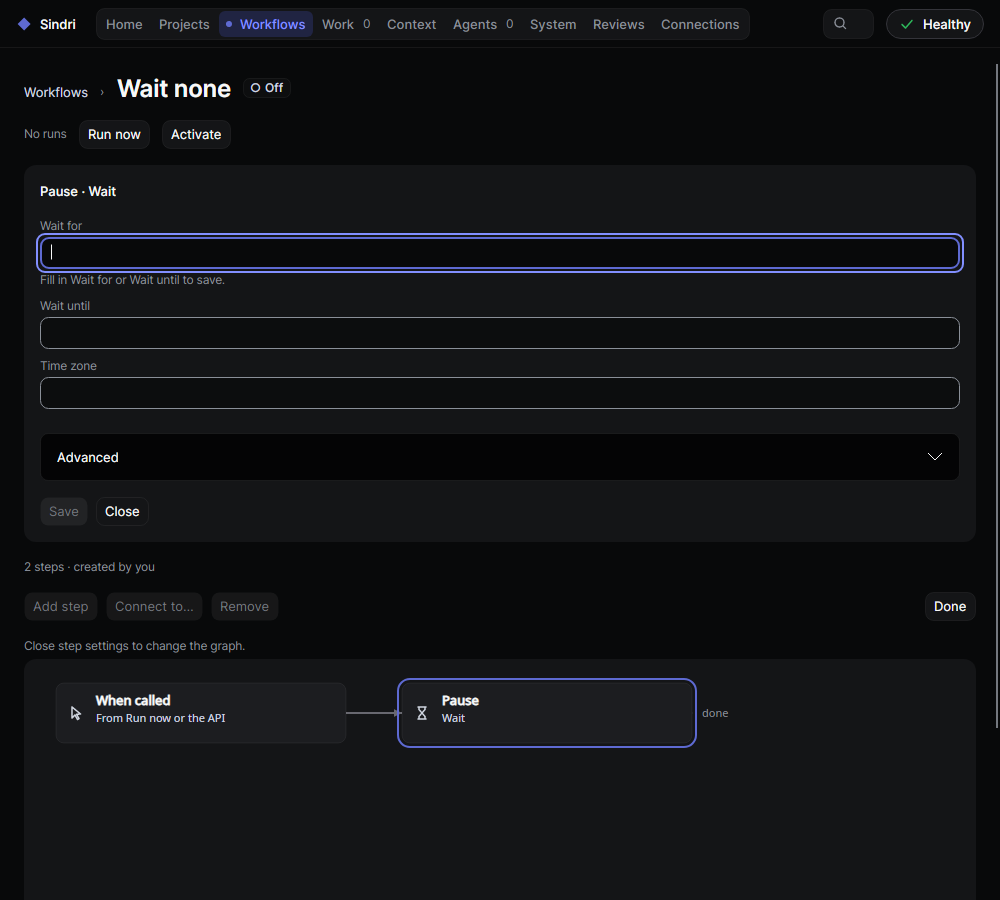 Sindri Home Projects Workflows Work 0 Context Agents 0 System Reviews Connections Healthy
Workflows › Wait none Off
No runs Run now Activate
Pause · Wait
Wait for
Fill in Wait for or Wait until to save.
Wait until
Time zone
Advanced
Save Close
2 steps · created by you
Add step Connect to... Remove Done
Close step settings to change the graph.
When called
From Run now or the API
Pause
Wait
done